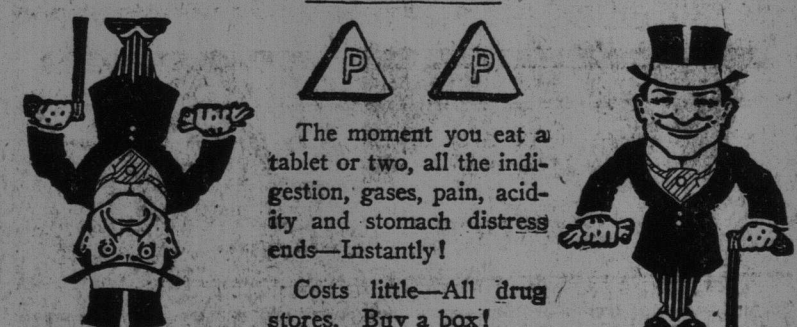 P P
The moment you eat a
tablet or two, all the indi-
gestion, gases, pain, acid-
ity and stomach distress
ends—Instantly!
Costs little—All drug
stores. Buy a box!